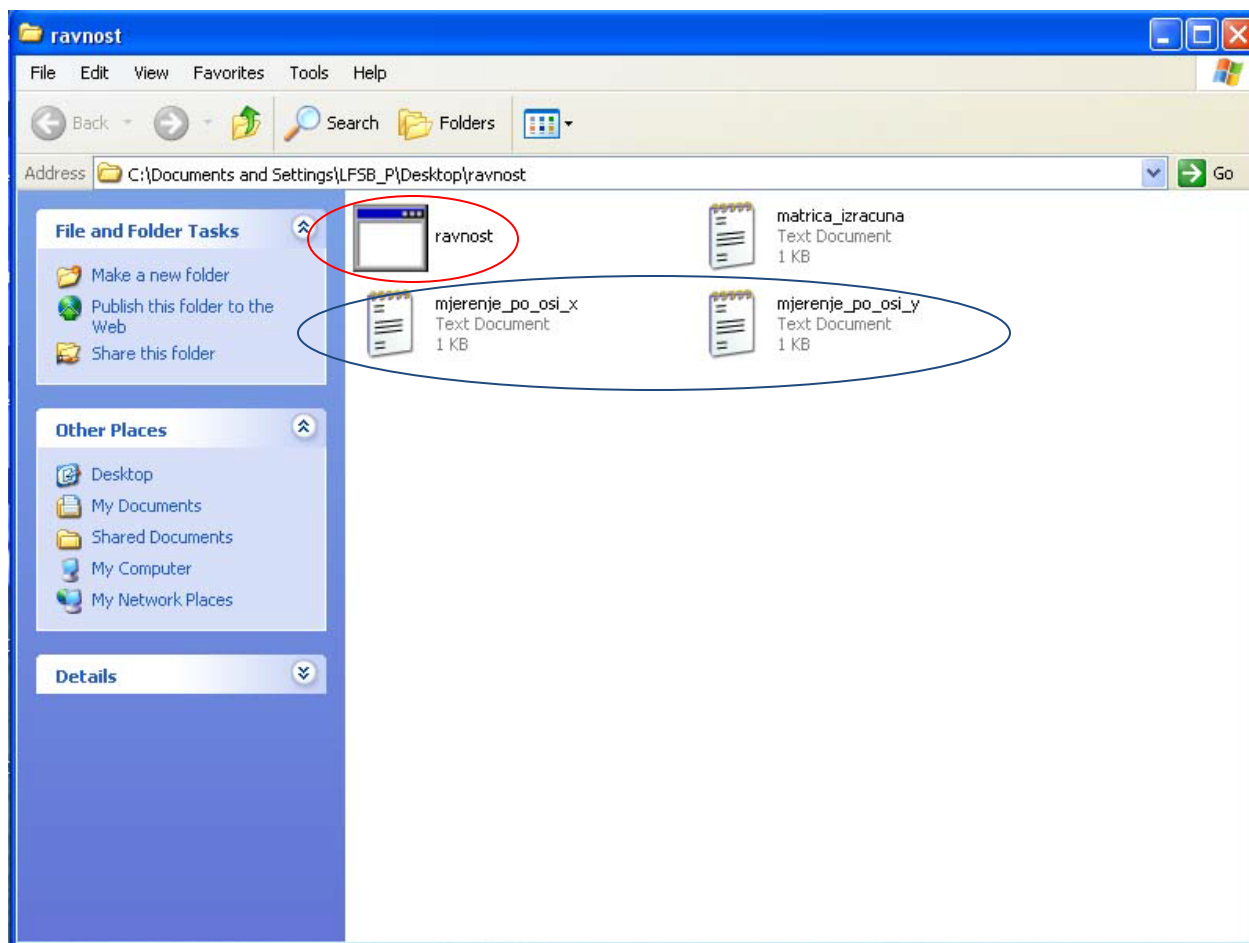 ravnost
File Edit View Favorites Tools Help
Back Search Folders
Address C:\Documents and Settings\LFSB_P\Desktop\ravnost Go
File and Folder Tasks
Make a new folder
Publish this folder to the
Web
Share this folder
Other Places
Desktop
My Documents
Shared Documents
My Computer
My Network Places
Details
ravnost
matrica_izracuna
Text Document
1 KB
mjerenje_po_osi_x
Text Document
1 KB
mjerenje_po_osi_y
Text Document
1 KB